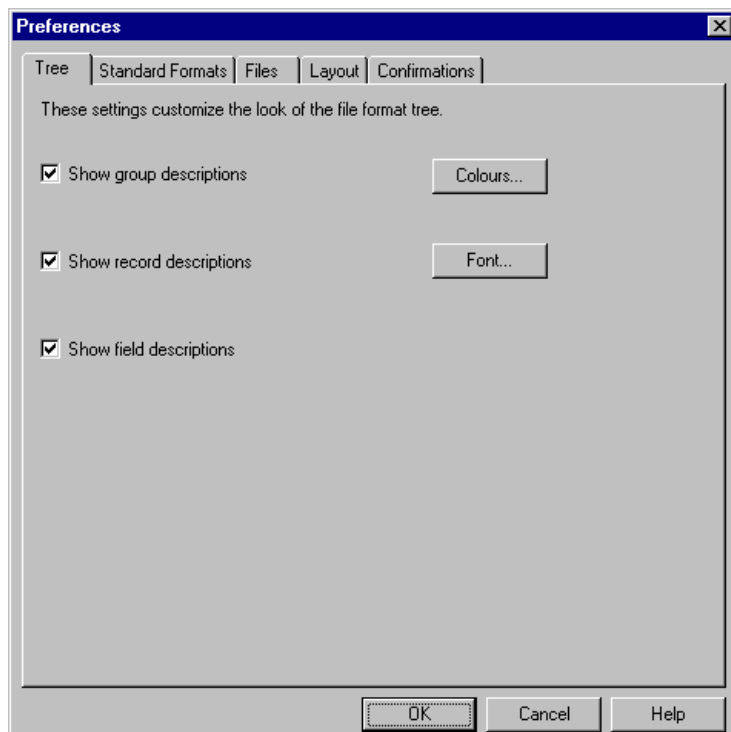 Preferences
Tree Standard Formats Files Layout Confirmations
These settings customize the look of the file format tree.
Show group descriptions Colours...
Show record descriptions Font...
Show field descriptions
OK Cancel Help